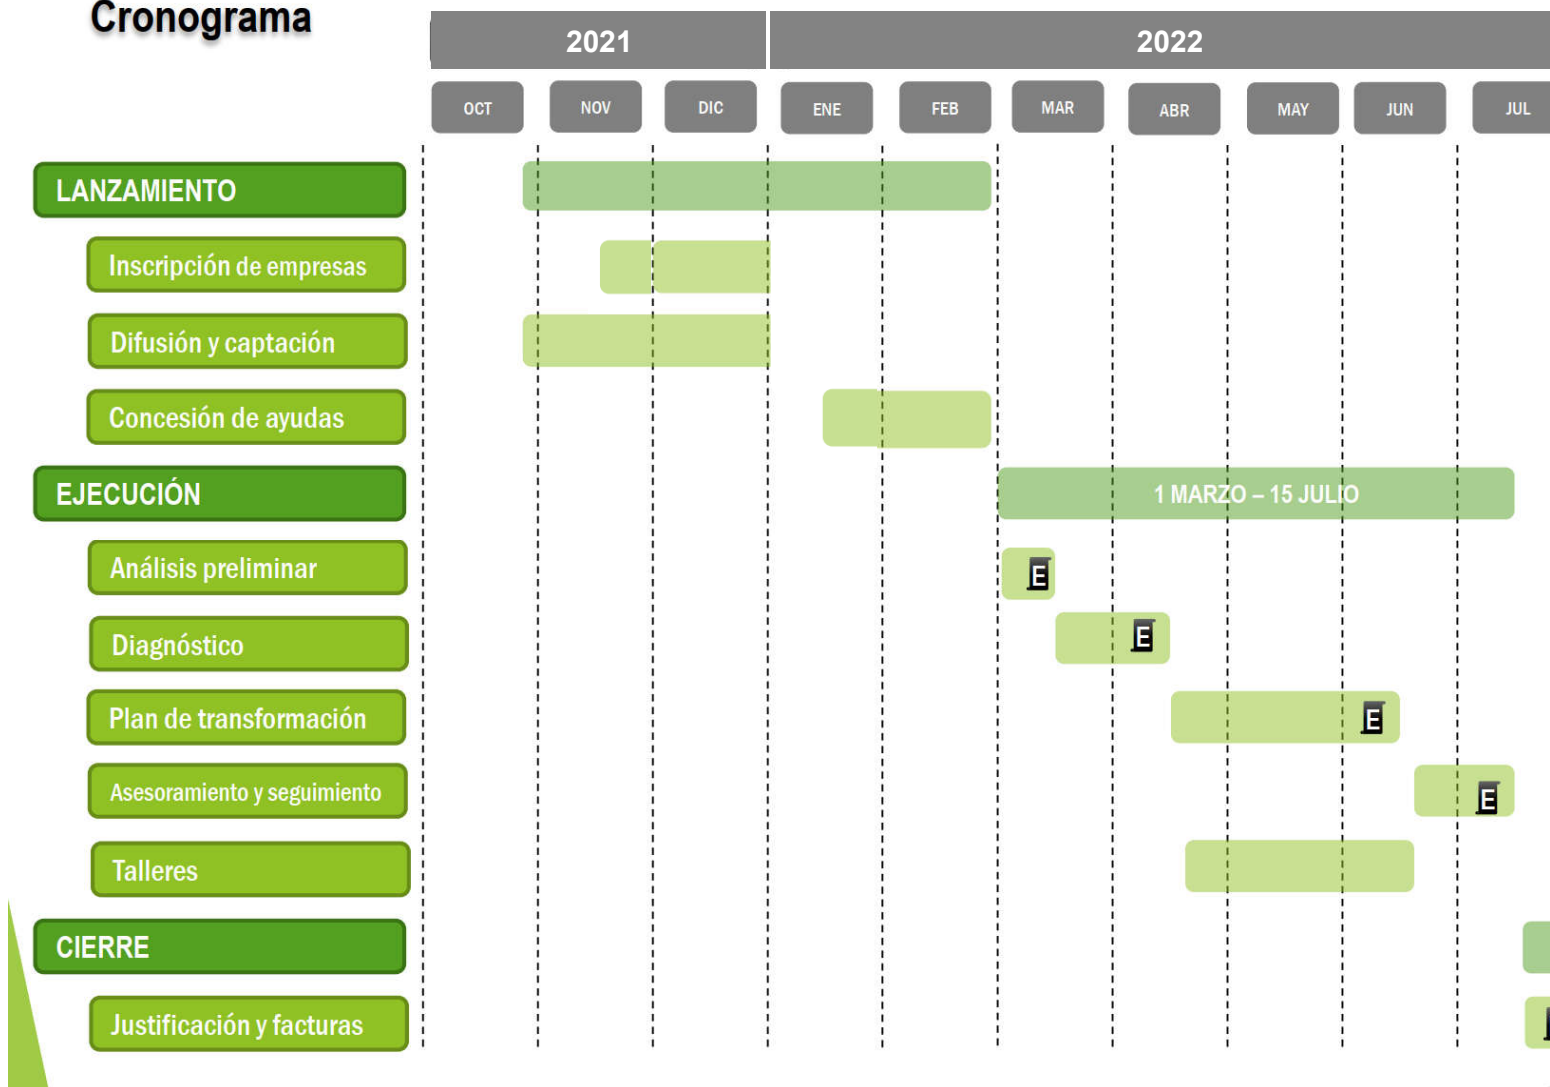 Cronograma
2021
2022
OCT
NOV
DIC
ENE
FEB
MAR
ABR
MAY
JUN
JUL
LANZAMIENTO
Inscripción de empresas
Difusión y captación
Concesión de ayudas
EJECUCIÓN
1 MARZO – 15 JULIO
Análisis preliminar
E
Diagnóstico
E
Plan de transformación
E
Asesoramiento y seguimiento
E
Talleres
CIERRE
Justificación y facturas